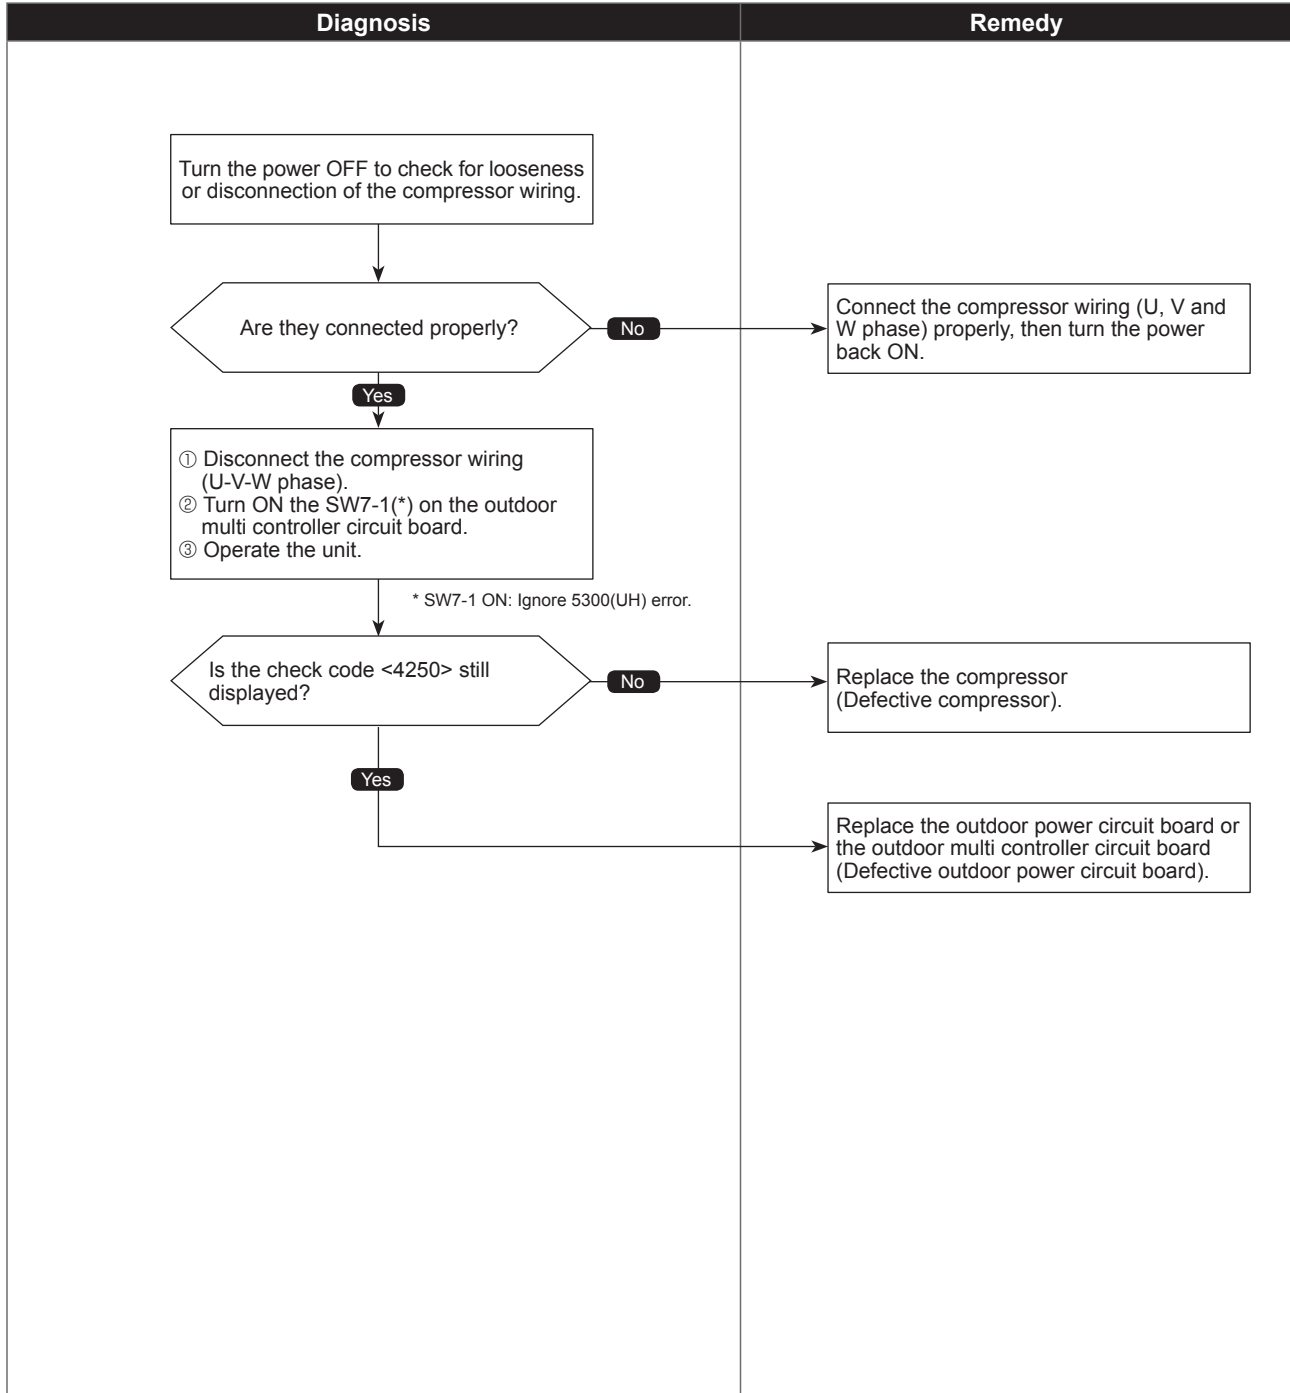 Diagnosis
Remedy
Turn the power OFF to check for looseness
or disconnection of the compressor wiring.
Are they connected properly?
No
Connect the compressor wiring (U, V and
W phase) properly, then turn the power
back ON.
Yes
① Disconnect the compressor wiring
(U-V-W phase).
② Turn ON the SW7-1(*) on the outdoor
multi controller circuit board.
③ Operate the unit.
* SW7-1 ON: Ignore 5300(UH) error.
Is the check code <4250> still
displayed?
No
Replace the compressor
(Defective compressor).
Yes
Replace the outdoor power circuit board or
the outdoor multi controller circuit board
(Defective outdoor power circuit board).